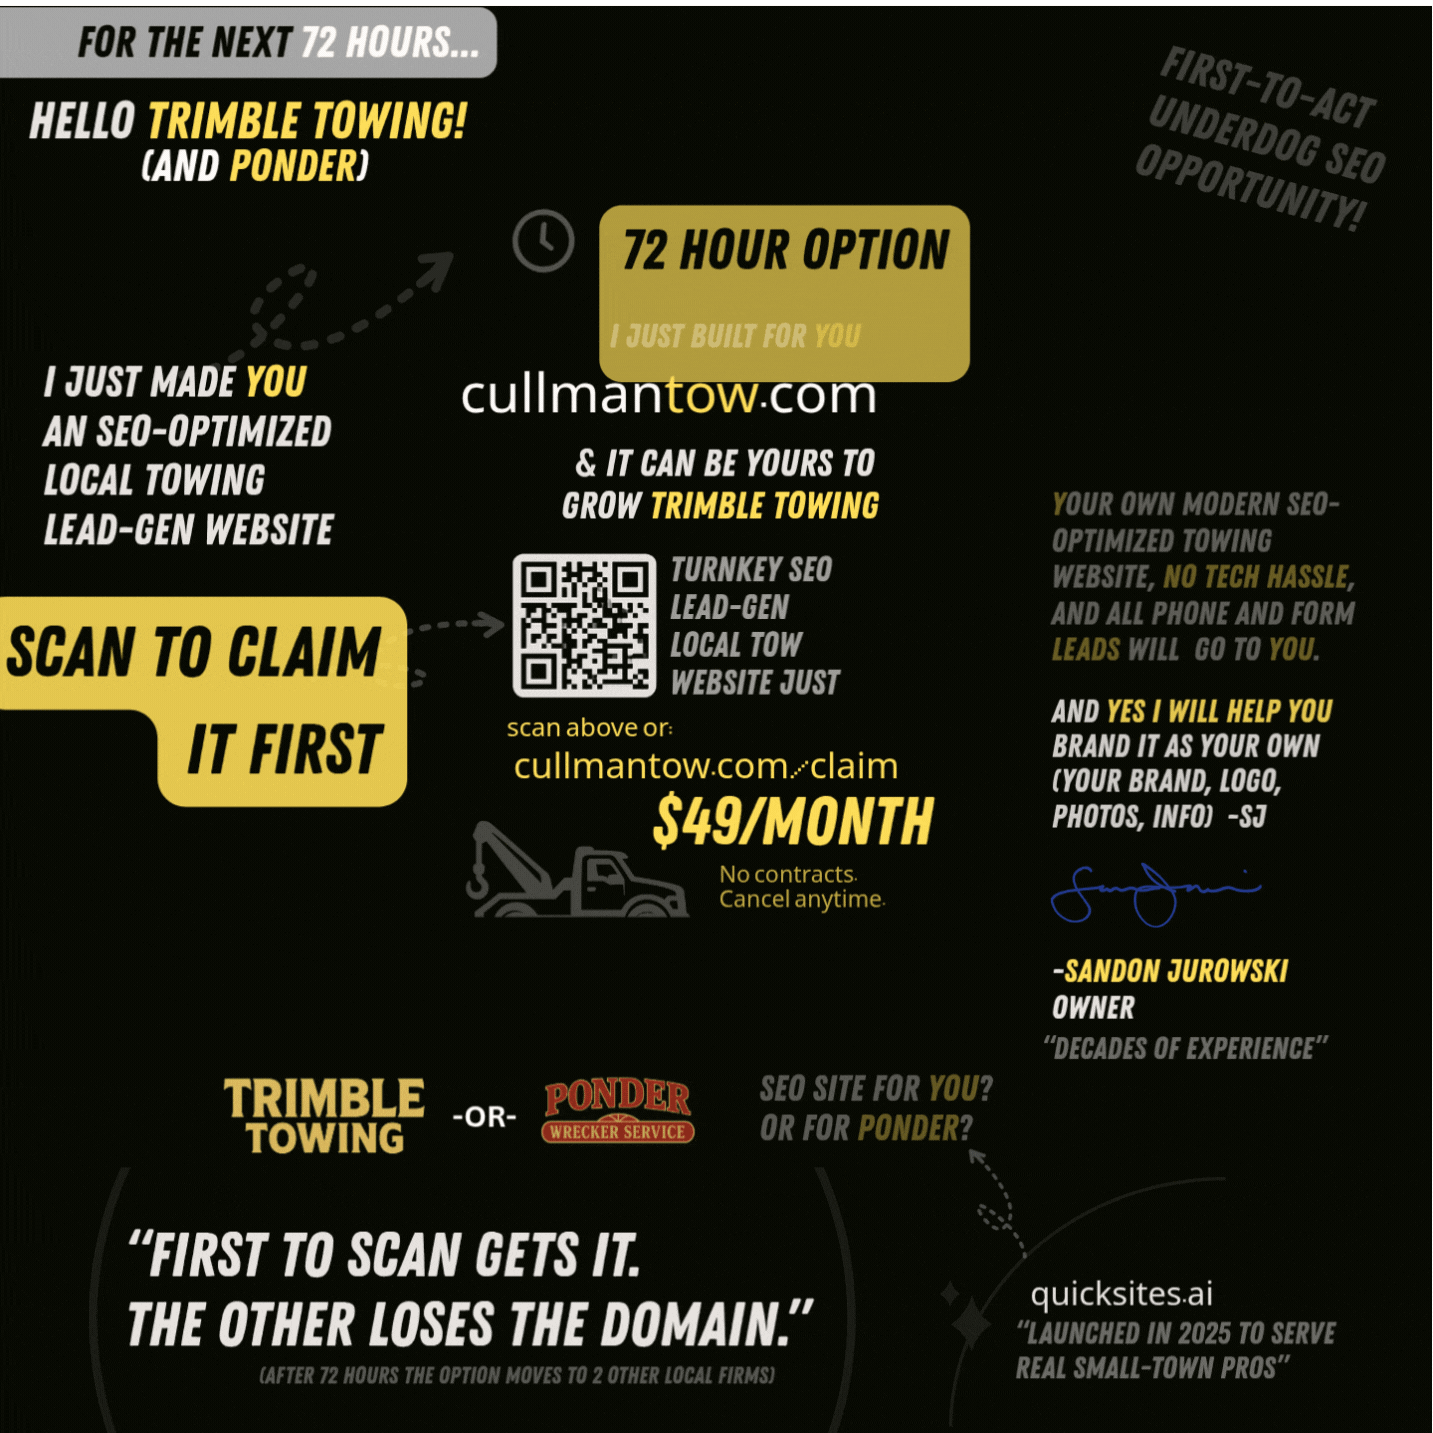 FOR THE NEXT 72 HOURS...
HELLO TRIMBLE TOWING!
(AND PONDER)
FIRST-TO-ACT
UNDERDOG SEO
OPPORTUNITY!
72 HOUR OPTION
I JUST BUILT FOR YOU
cullmantow.com
& IT CAN BE YOURS TO
GROW TRIMBLE TOWING
I JUST MADE YOU
AN SEO-OPTIMIZED
LOCAL TOWING
LEAD-GEN WEBSITE
SCAN TO CLAIM
IT FIRST
TURNKEY SEO
LEAD-GEN
LOCAL TOW
WEBSITE JUST
scan above or:
cullmantow.com/claim
$49/MONTH
No contracts.
Cancel anytime.
YOUR OWN MODERN SEO-
OPTIMIZED TOWING
WEBSITE, NO TECH HASSLE,
AND ALL PHONE AND FORM
LEADS WILL GO TO YOU.
AND YES I WILL HELP YOU
BRAND IT AS YOUR OWN
(YOUR BRAND, LOGO,
PHOTOS, INFO) -SJ
-SANDON JUROWSKI
OWNER
"DECADES OF EXPERIENCE"
TRIMBLE
TOWING
-OR-
PONDER
WRECKER SERVICE
SEO SITE FOR YOU?
OR FOR PONDER?
"FIRST TO SCAN GETS IT.
THE OTHER LOSES THE DOMAIN."
(AFTER 72 HOURS THE OPTION MOVES TO 2 OTHER LOCAL FIRMS)
quicksites.ai
"LAUNCHED IN 2025 TO SERVE
REAL SMALL-TOWN PROS"